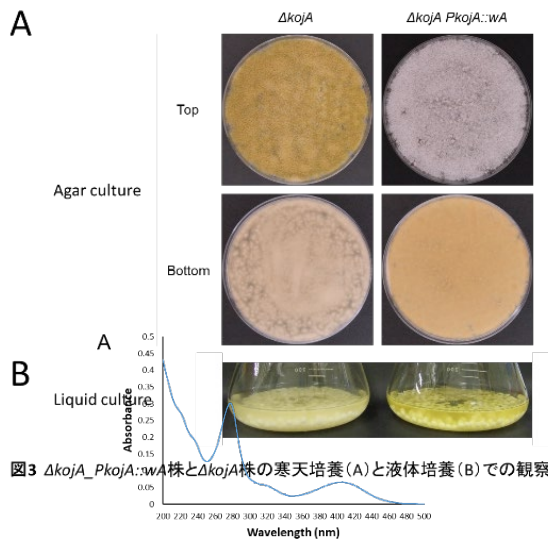 A
ΔkojA
ΔkojA PkojA::wA
Top
Agar culture
Bottom
A
B
Liquid culture
図3 ΔkojA_PkojA::wA株とΔkojA株の寒天培養(A)と液体培養(B)での観察
Absorbance
0.5
0.45
0.4
0.35
0.3
0.25
0.2
0.15
0.1
0.05
0
200 220 240 260 280 300 320 340 360 380 400 420 440 460 480 500
Wavelength (nm)